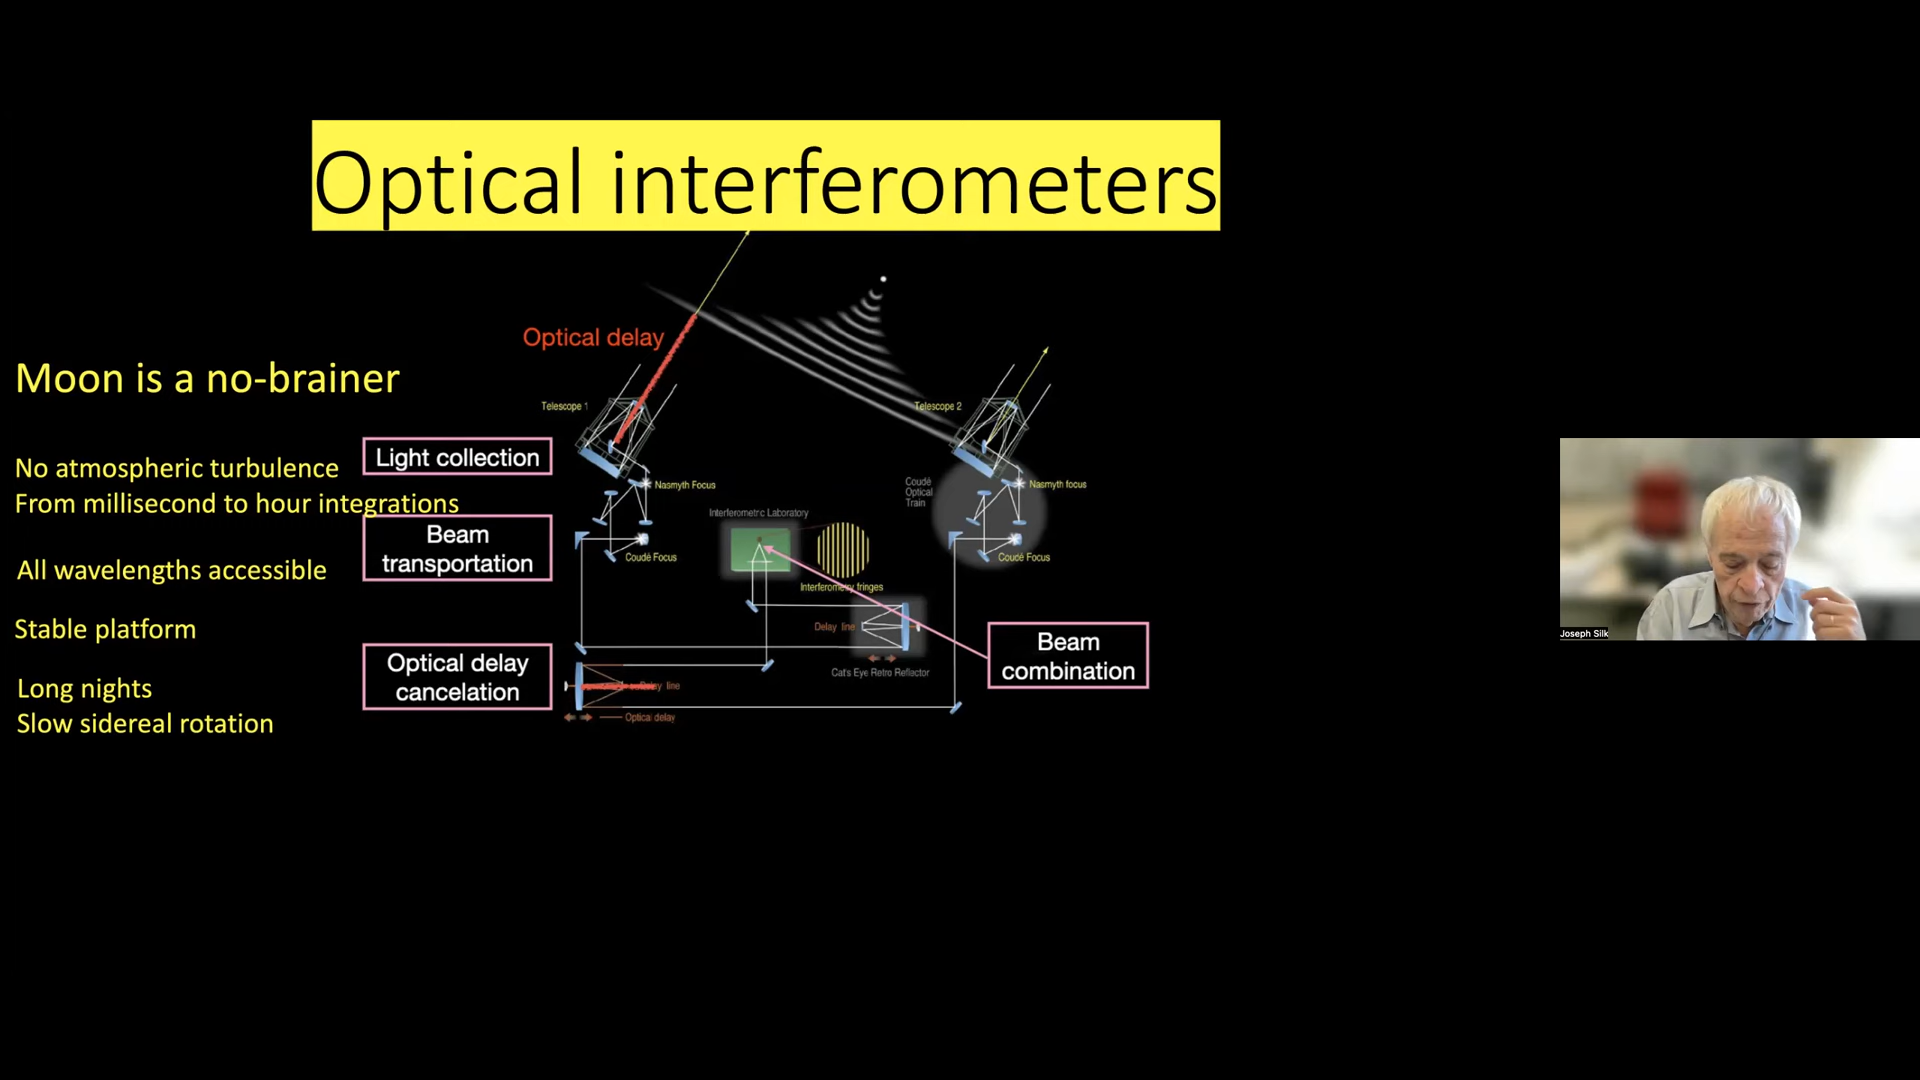 Optical interferometers
Optical delay
Moon is a no-brainer
Telescope 1
Telescope 2
Light collection
No atmospheric turbulence
From millisecond to hour integrations
Nasmyth Focus
Coudé
Optical
Train
Nasmyth focus
Interferometric Laboratory
Beam
transportation
Coudé Focus
Coudé Focus
All wavelengths accessible
Interferometry fringes
Stable platform
Delay line
Beam
combination
Joseph Silk
Optical delay
cancelation
Cat's Eye Retro Reflector
Long nights
line
Optical delay
Slow sidereal rotation